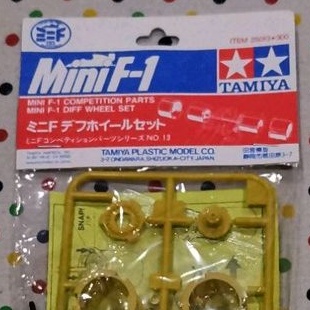 ミニF
Mini F-1
MINI F-1 COMPETITION PARTS
MINI F-1 DIFF WHEEL SET
ミニF デフホイールセット
(ミニFコンペティションパーツシリーズ NO.13
TAMIYA
TAMIYA PLASTIC MODEL CO.
3-7 ONDAWARA, SHIZUOKA-CITY, JAPAN
SNAP